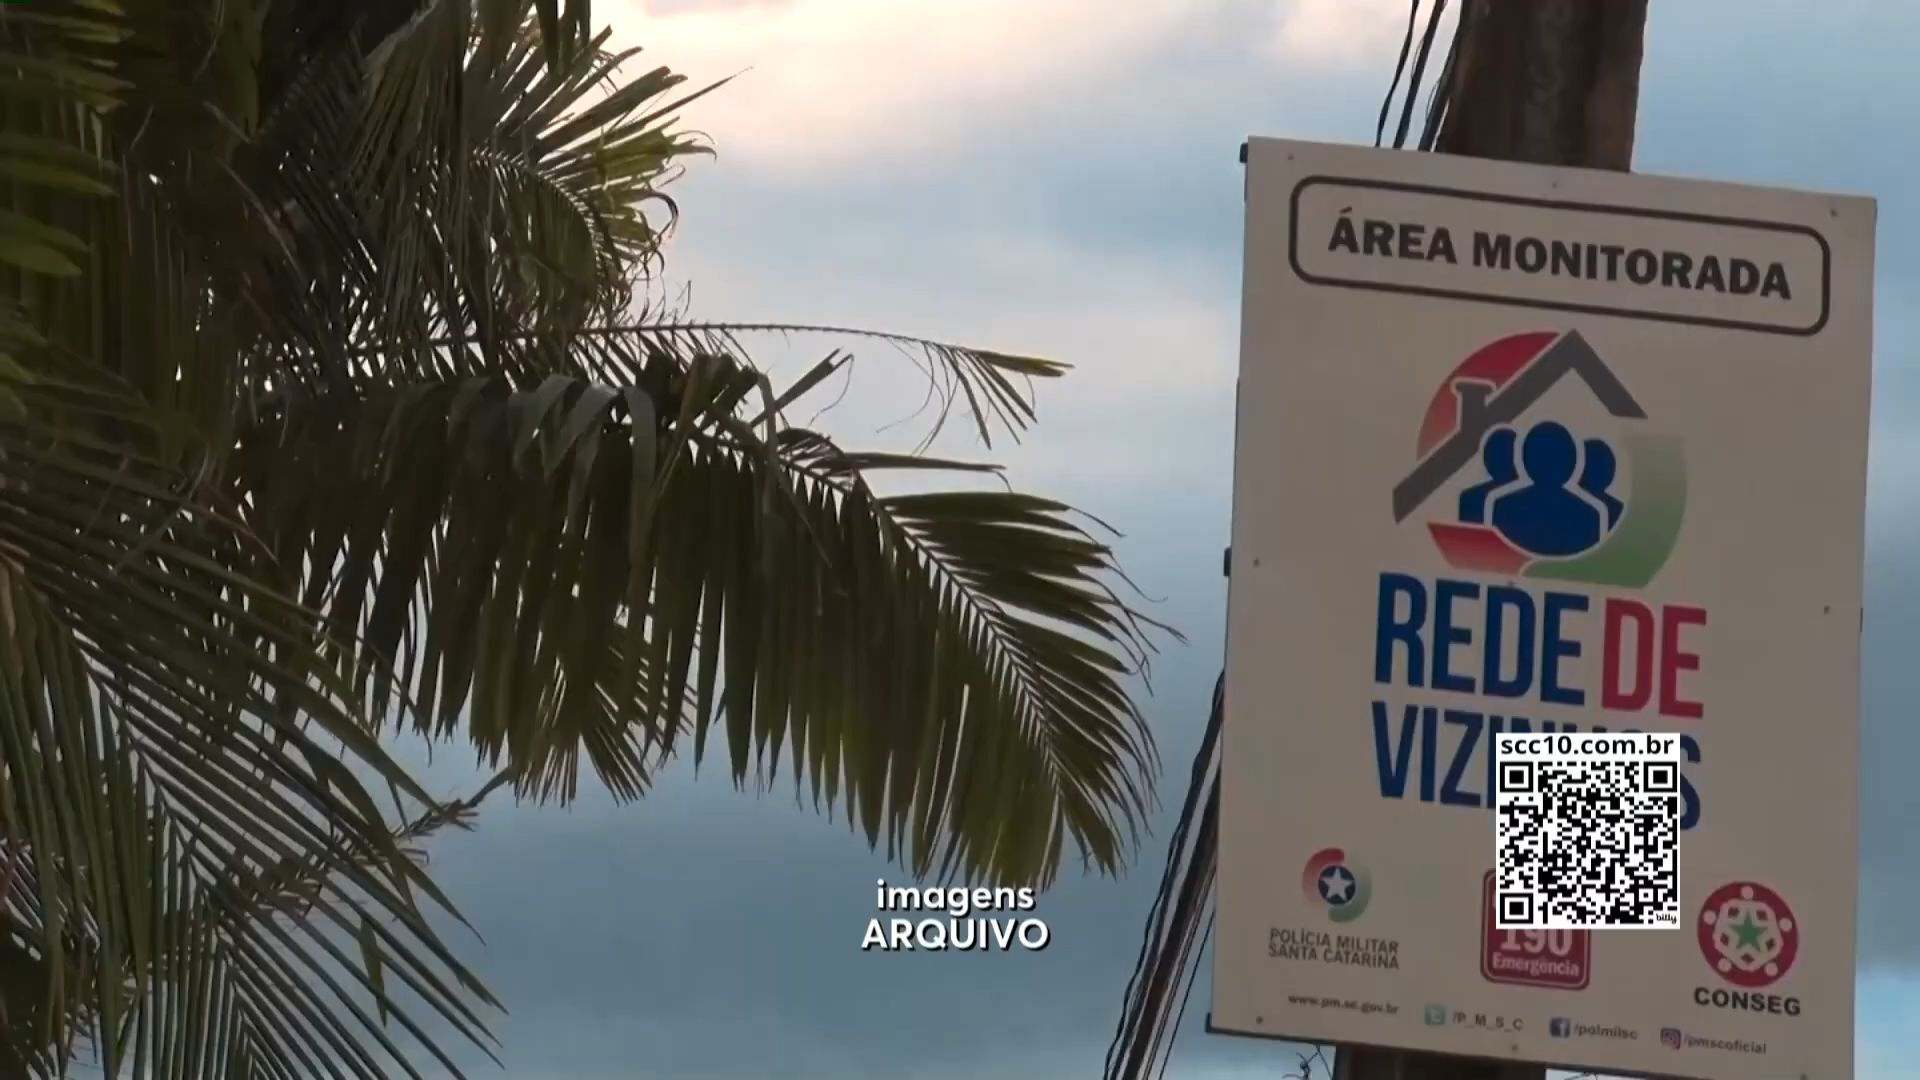 ÁREA MONITORADA
REDE DE
scc10.com.br
billy
imagens
ARQUIVO
POLÍCIA MILITAR
SANTA CATARINA
190
Emergência
CONSEG
www.pm.sc.gov.br
/P_M_S_C
/polmilsc
/pmscoficial